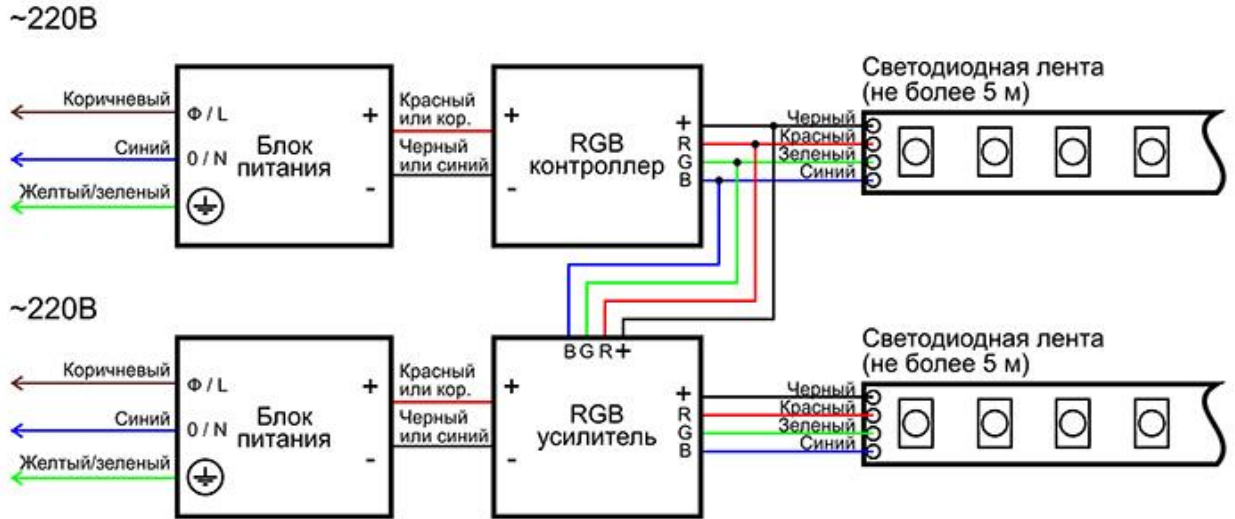 ~220В
Коричневый
Синий
Желтый/зеленый
Ф / L
0 / N
Блок
питания
+
-
Красный
или кор.
Черный
или синий
+
-
RGB
контроллер
+
R
G
B
Черный
Красный
Зеленый
Синий
Светодиодная лента
(не более 5 м)
~220В
Коричневый
Синий
Желтый/зеленый
Ф / L
0 / N
Блок
питания
+
-
Красный
или кор.
Черный
или синий
B G R +
+
-
RGB
усилитель
+
R
G
B
Черный
Красный
Зеленый
Синий
Светодиодная лента
(не более 5 м)